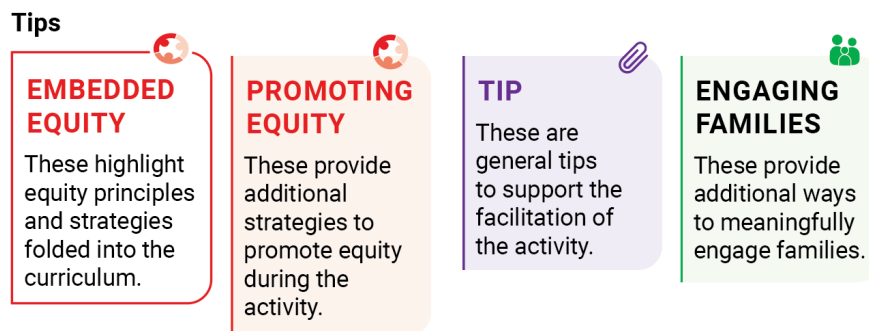 Tips
EMBEDDED
EQUITY
These highlight
equity principles
and strategies
folded into the
curriculum.
PROMOTING
EQUITY
These provide
additional
strategies to
promote equity
during the
activity.
TIP
These are
general tips
to support the
facilitation of
the activity.
ENGAGING
FAMILIES
These provide
additional ways
to meaningfully
engage families.